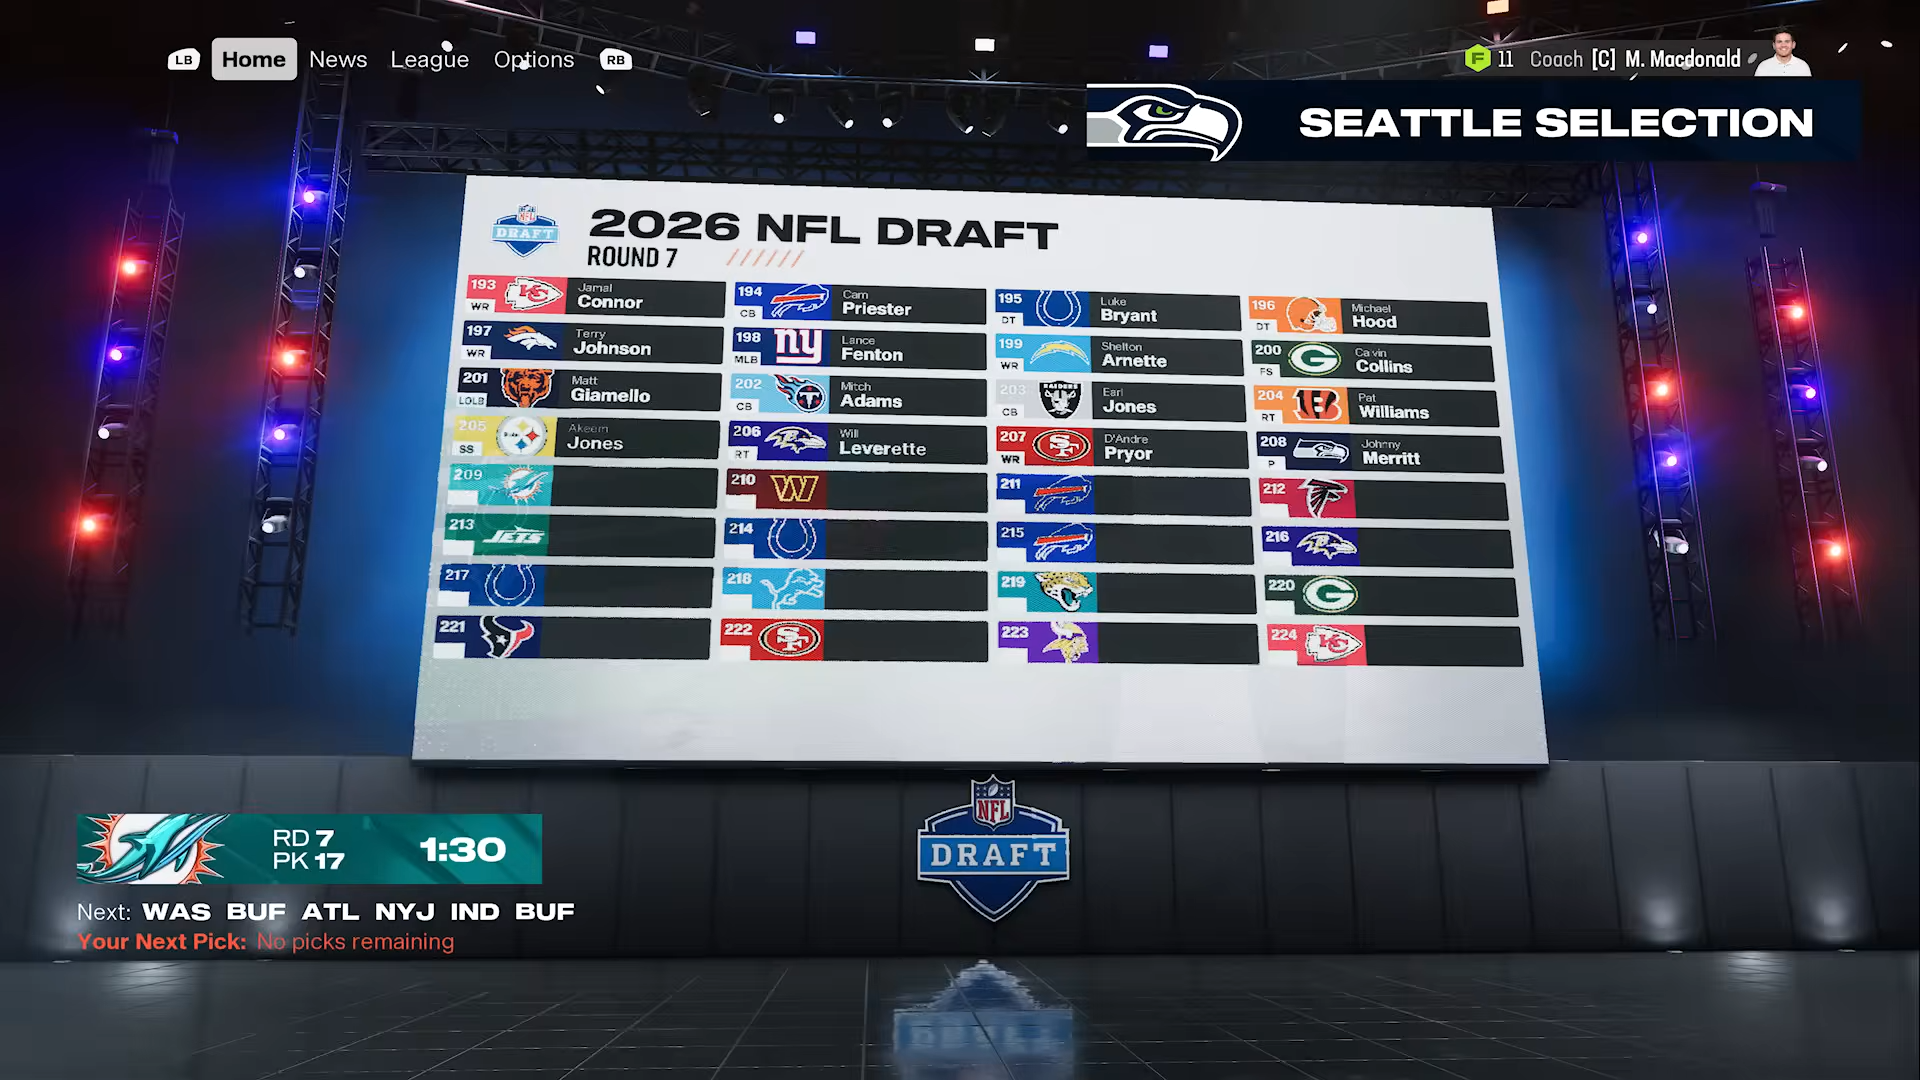 LB Home News League Options RB
F 11 Coach [C] M. Macdonald
SEATTLE SELECTION
DRAFT
2026 NFL DRAFT
ROUND 7
193 WR Jamal Connor
194 CB Cam Priester
195 DT Luke Bryant
196 DT Michael Hood
197 WR Terry Johnson
198 MLB ny Lance Fenton
199 WR Shelton Arnette
200 FS G Calvin Collins
201 LOLB Matt Giamello
202 CB Mitch Adams
203 CB RAIDERS Earl Jones
204 RT Pat Williams
205 SS Akeem Jones
206 RT Will Leverette
207 WR SF D'Andre Pryor
208 P Johnny Merritt
209
210 W
211
212
213 JETS
214
215
216
217
218
219
220 G
221
222 SF
223
224 KC
RD 7
PK 17
1:30
Next: WAS BUF ATL NYJ IND BUF
Your Next Pick: No picks remaining
NFL
DRAFT